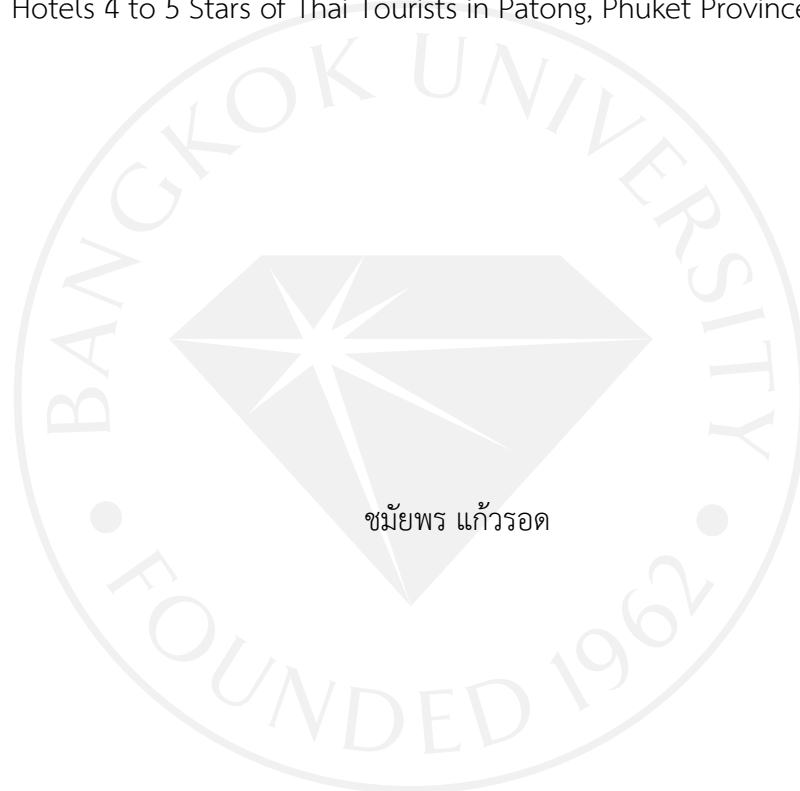 Hotels 4 to 5 Stars of Thai Tourists in Patong, Phuket Province
BANGKOK UNIVERSITY
ชมัยพร แก้วรอด
FOUNDED 1962